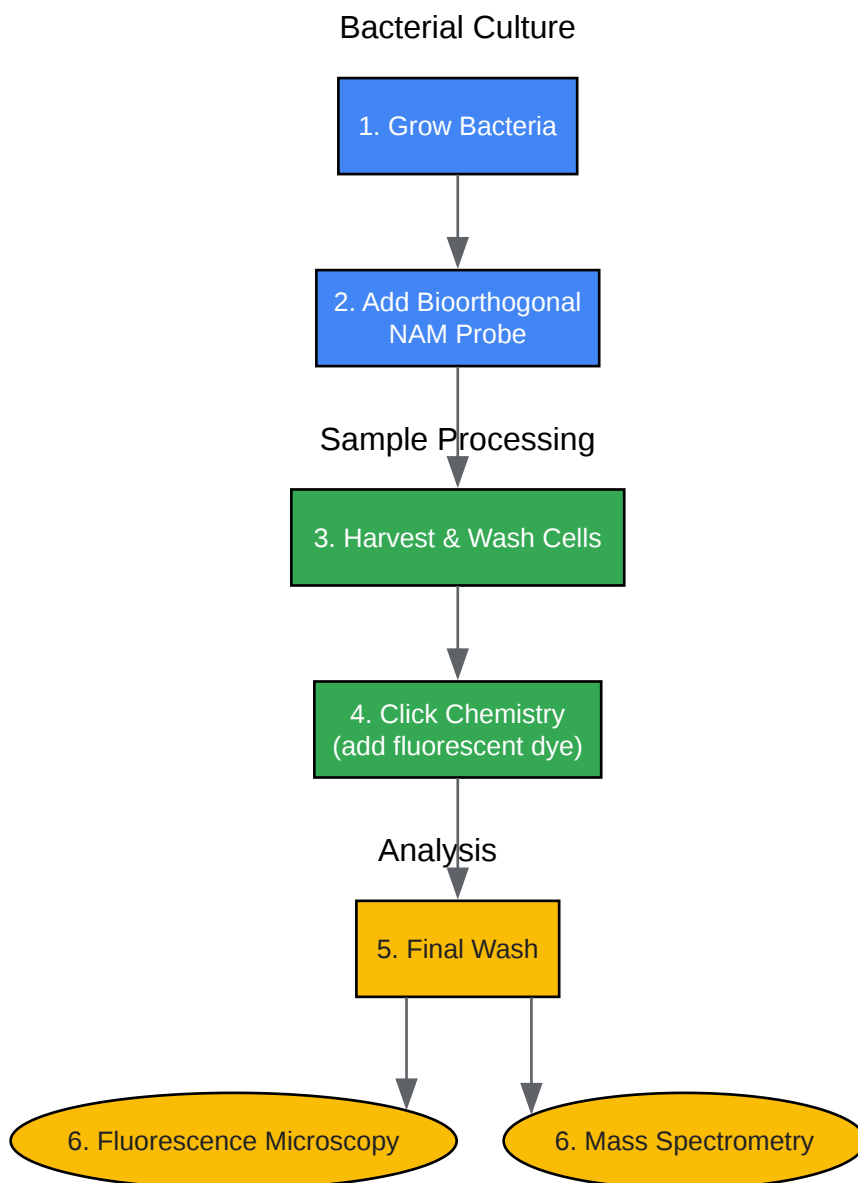 Bacterial Culture
1. Grow Bacteria
2. Add Bioorthogonal
NAM Probe
Sample Processing
3. Harvest & Wash Cells
4. Click Chemistry
(add fluorescent dye)
Analysis
5. Final Wash
6. Fluorescence Microscopy
6. Mass Spectrometry